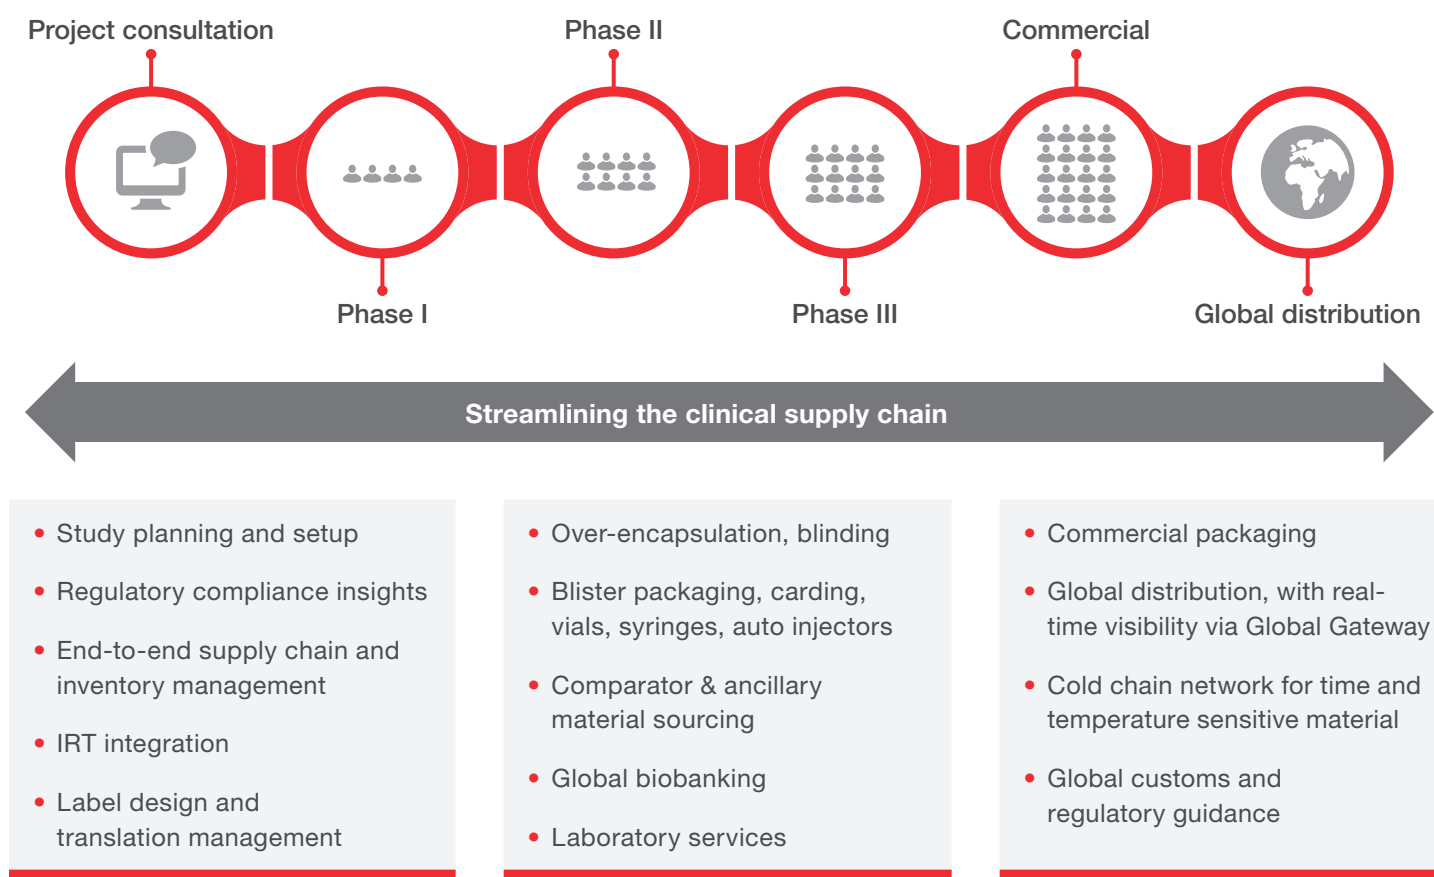 Project consultation
Phase II
Commercial
Phase I
Phase III
Global distribution
Streamlining the clinical supply chain
• Study planning and setup
• Regulatory compliance insights
• End-to-end supply chain and
inventory management
• IRT integration
• Label design and
translation management
• Over-encapsulation, blinding
• Blister packaging, carding,
vials, syringes, auto injectors
• Comparator & ancillary
material sourcing
• Global biobanking
• Laboratory services
• Commercial packaging
• Global distribution, with real-
time visibility via Global Gateway
• Cold chain network for time and
temperature sensitive material
• Global customs and
regulatory guidance